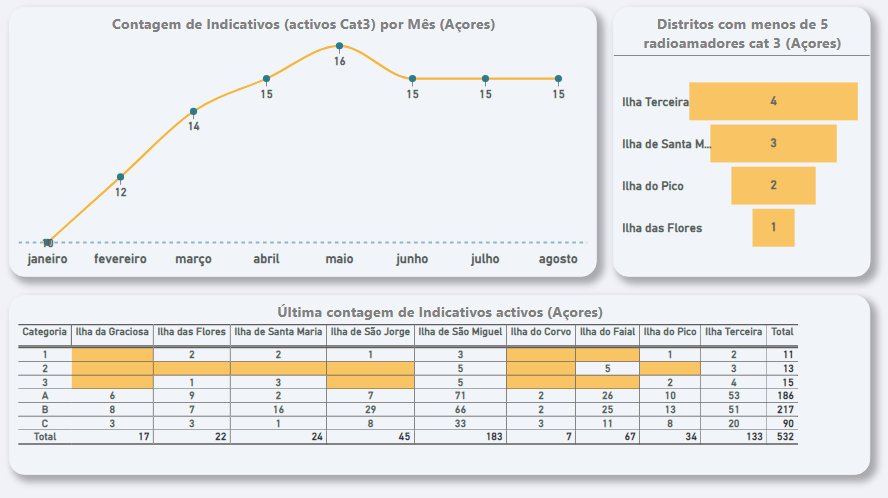 Contagem de Indicativos (activos Cat3) por Mês (Açores)
16
15
15
15
15
14
12
janeiro fevereiro março abril maio junho julho agosto
Distritos com menos de 5
radioamadores cat 3 (Açores)
Ilha Terceira 4
Ilha de Santa M... 3
Ilha do Pico 2
Ilha das Flores 1
Última contagem de Indicativos activos (Açores)
Categoria Ilha da Graciosa Ilha das Flores Ilha de Santa Maria Ilha de São Jorge Ilha de São Miguel Ilha do Corvo Ilha do Faial Ilha do Pico Ilha Terceira Total
1 2 2 1 3 1 2 11
2 5 5 3 13
3 1 3 5 2 4 15
A 6 9 2 7 71 2 26 10 53 186
B 8 7 16 29 66 2 25 13 51 217
C 3 3 1 8 33 3 11 8 20 90
Total 17 22 24 45 183 7 67 34 133 532